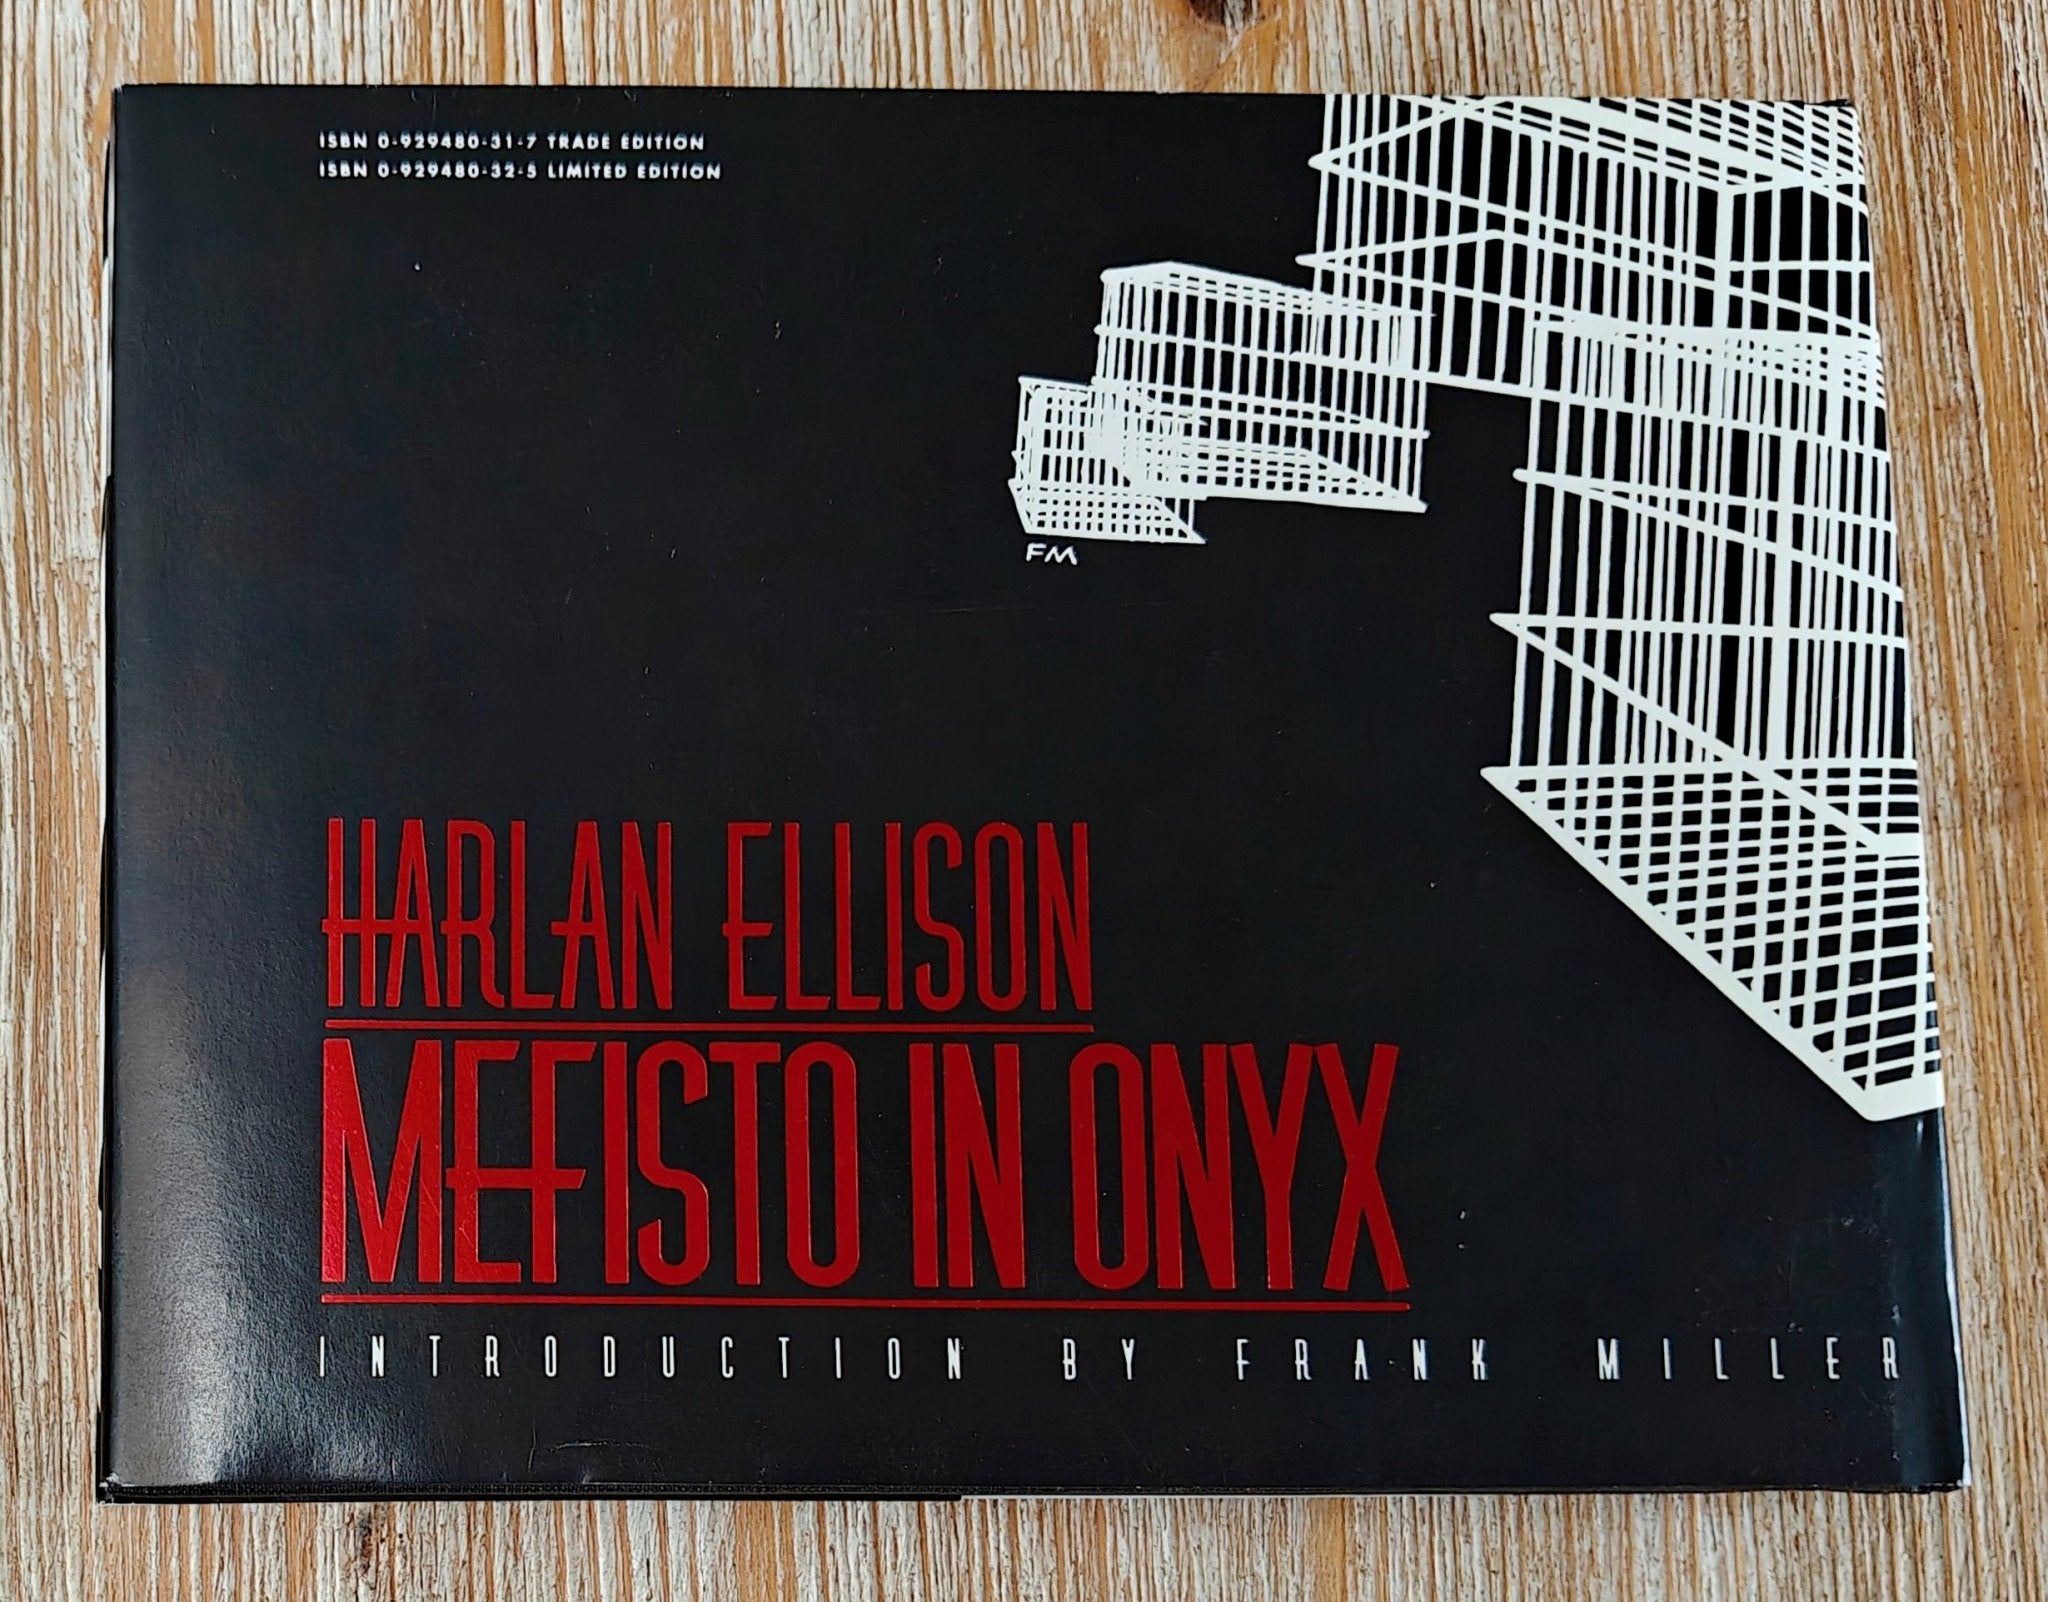 ISBN 0-929480-31-7 TRADE EDITION
ISBN 0-929480-32-5 LIMITED EDITION
FM
HARLAN ELLISON
MEFISTO IN ONYX
INTRODUCTION BY FRANK MILLER